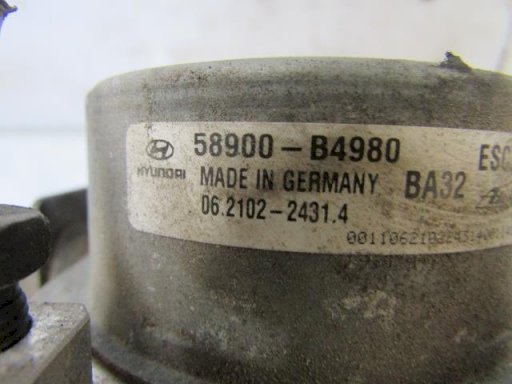 58900-B4980 ESC
HYUNDAI MADE IN GERMANY BA32
06.2102-2431.4